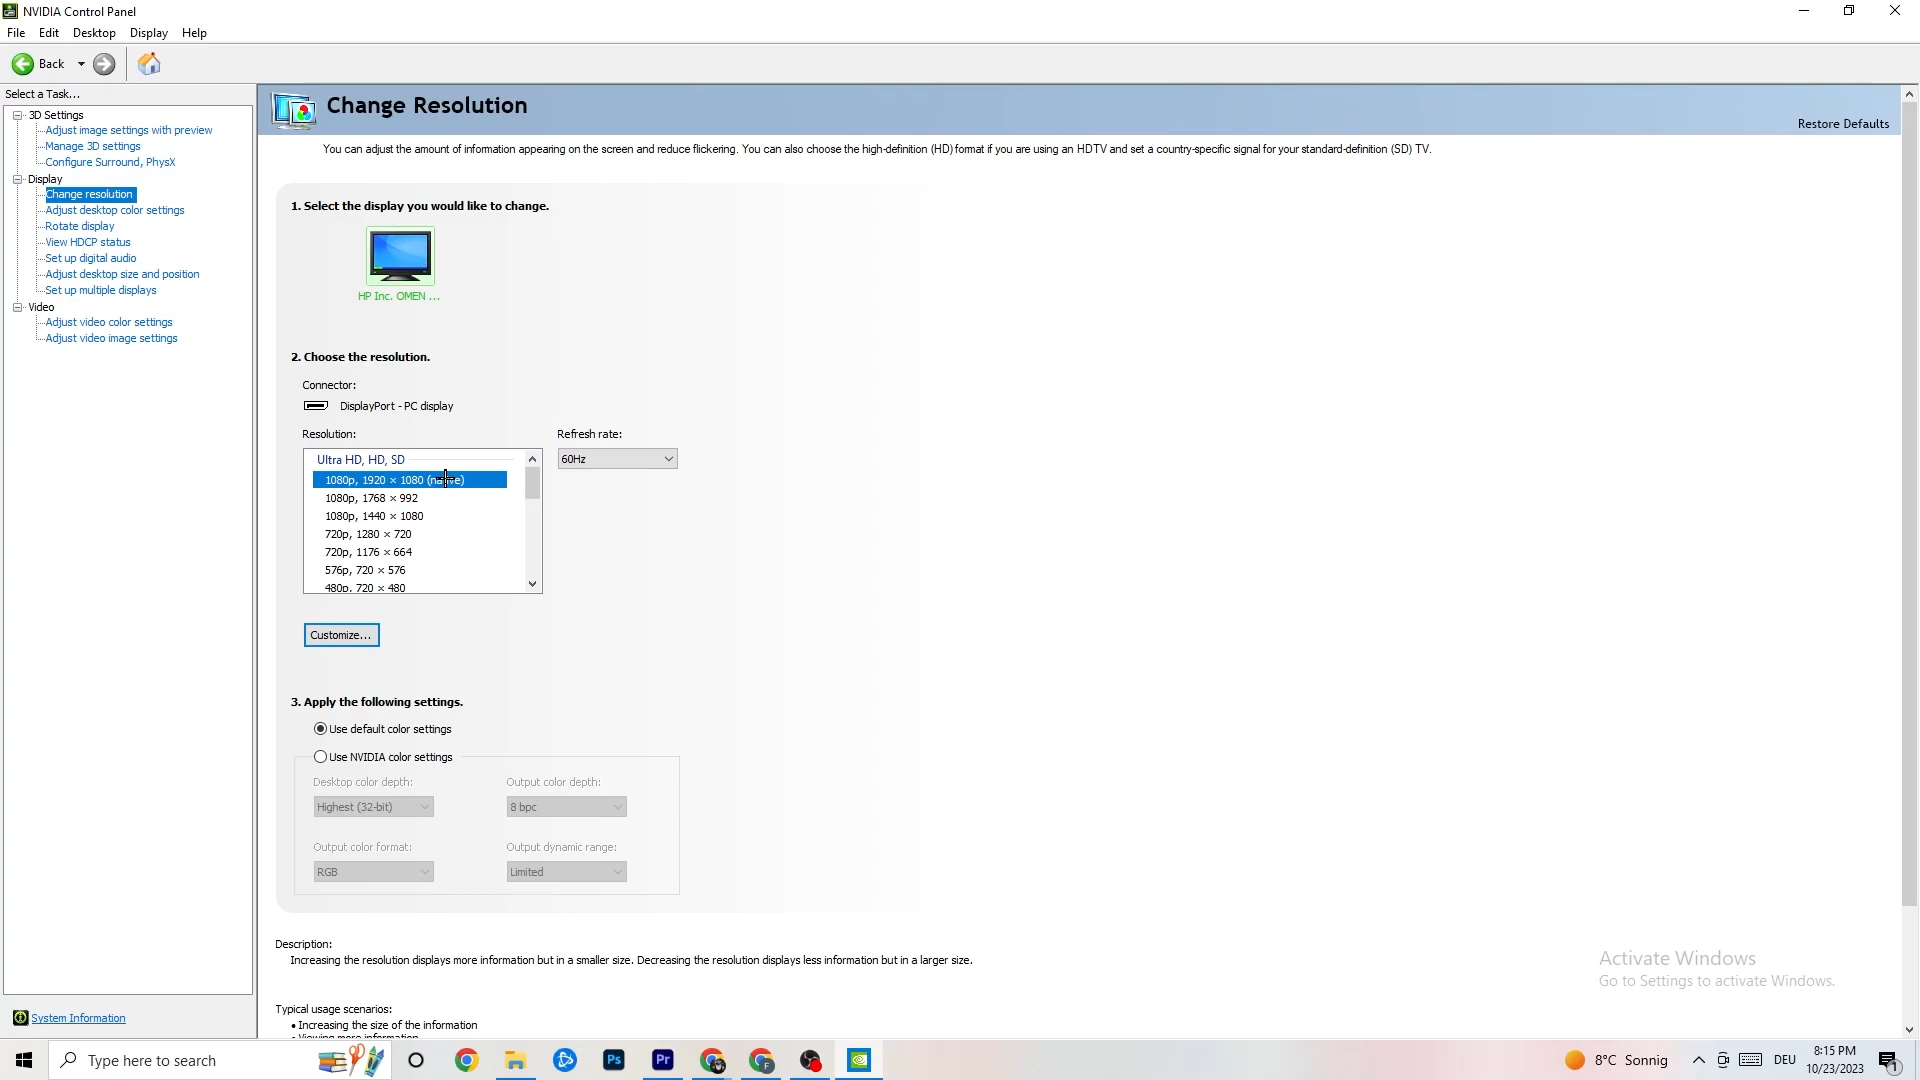 NVIDIA Control Panel
File Edit Desktop Display Help
Back
Select a Task...
3D Settings
Adjust image settings with preview
Manage 3D settings
Configure Surround, PhysX
Display
Change resolution
Adjust desktop color settings
Rotate display
View HDCP status
Set up digital audio
Adjust desktop size and position
Set up multiple displays
Video
Adjust video color settings
Adjust video image settings
System Information
Change Resolution
Restore Defaults
You can adjust the amount of information appearing on the screen and reduce flickering. You can also choose the high-definition (HD) format if you are using an HDTV and set a country-specific signal for your standard-definition (SD) TV.
1. Select the display you would like to change.
HP Inc. OMEN ...
2. Choose the resolution.
Connector:
DisplayPort - PC display
Resolution:
Refresh rate:
Ultra HD, HD, SD
60Hz
1080p, 1920 × 1080 (native)
1080p, 1768 × 992
1080p, 1440 × 1080
720p, 1280 × 720
720p, 1176 × 664
576p, 720 × 576
480p, 720 × 480
Customize...
3. Apply the following settings.
Use default color settings
Use NVIDIA color settings
Desktop color depth:
Output color depth:
Highest (32-bit)
8 bpc
Output color format:
Output dynamic range:
RGB
Limited
Description:
Increasing the resolution displays more information but in a smaller size. Decreasing the resolution displays less information but in a larger size.
Typical usage scenarios:
• Increasing the size of the information
• Viewing more information
Activate Windows
Go to Settings to activate Windows.
Type here to search
Ps
Pr
F
8°C Sonnig
DEU
8:15 PM
10/23/2023
1